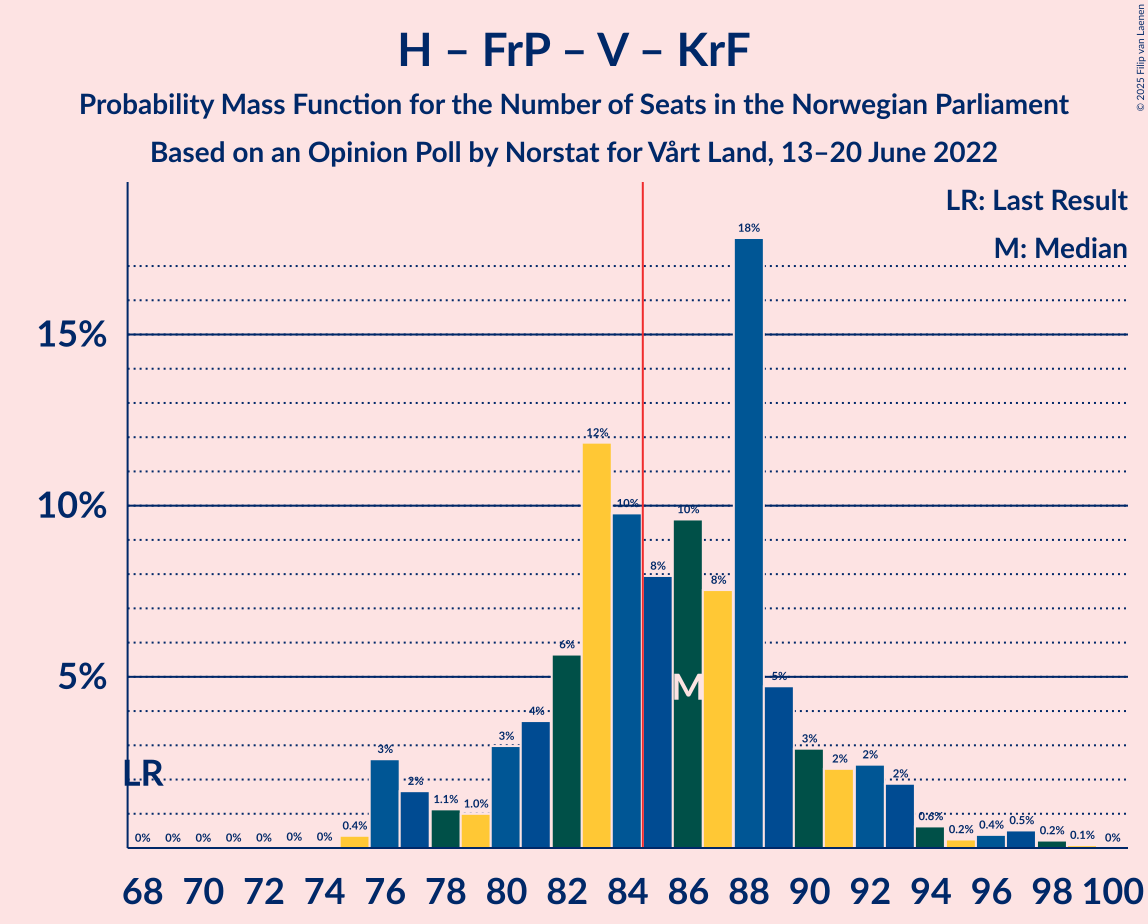 H – FrP – V – KrF
Probability Mass Function for the Number of Seats in the Norwegian Parliament
Based on an Opinion Poll by Norstat for Vårt Land, 13–20 June 2022
© 2025 Filip van Laenen
LR: Last Result
M: Median
15%
10%
5%
LR
M
0% 0% 0% 0% 0% 0% 0% 0.4% 3% 2% 1.1% 1.0% 3% 4% 6% 12% 10% 8% 10% 8% 18% 5% 3% 2% 2% 2% 0.6% 0.2% 0.4% 0.5% 0.2% 0.1% 0%
68 70 72 74 76 78 80 82 84 86 88 90 92 94 96 98 100